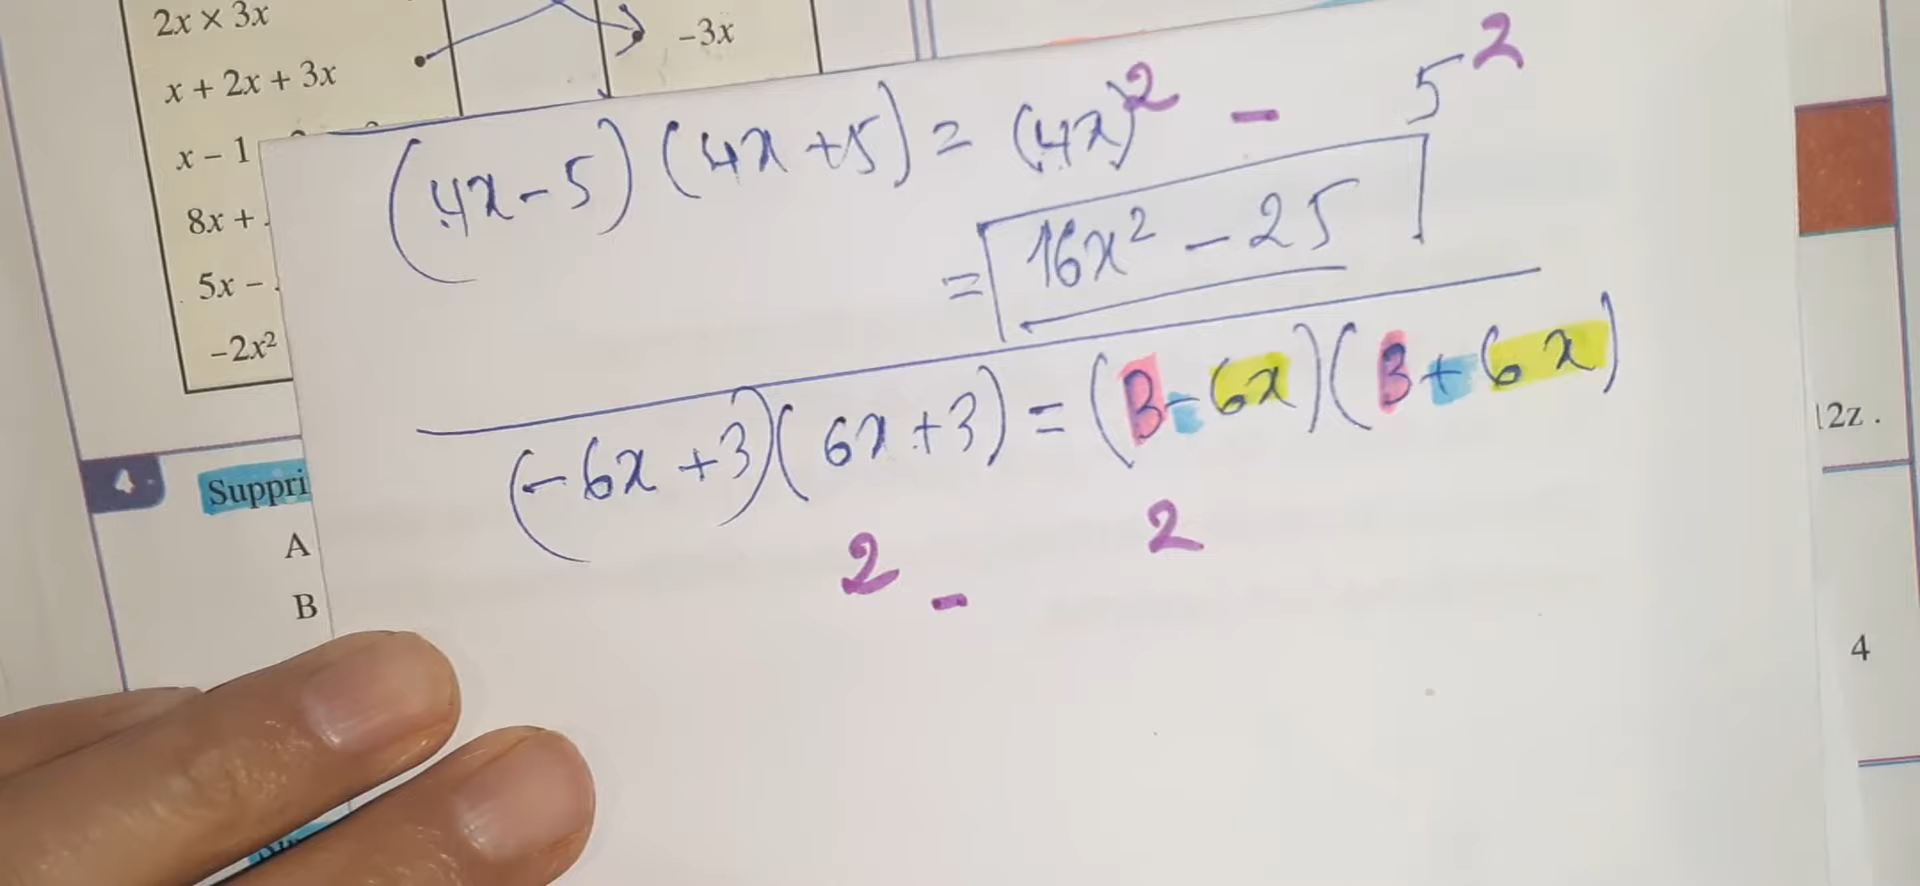 2x × 3x
-3x
x + 2x + 3x
x - 1
8x +
5x -
-2x²
(4x-5)(4x+5) = (4x)² - 5²
= 16x² - 25
(-6x+3)(6x+3) = (3-6x)(3+6x)
2 - 2
12z .
4 Suppri
A
B
4